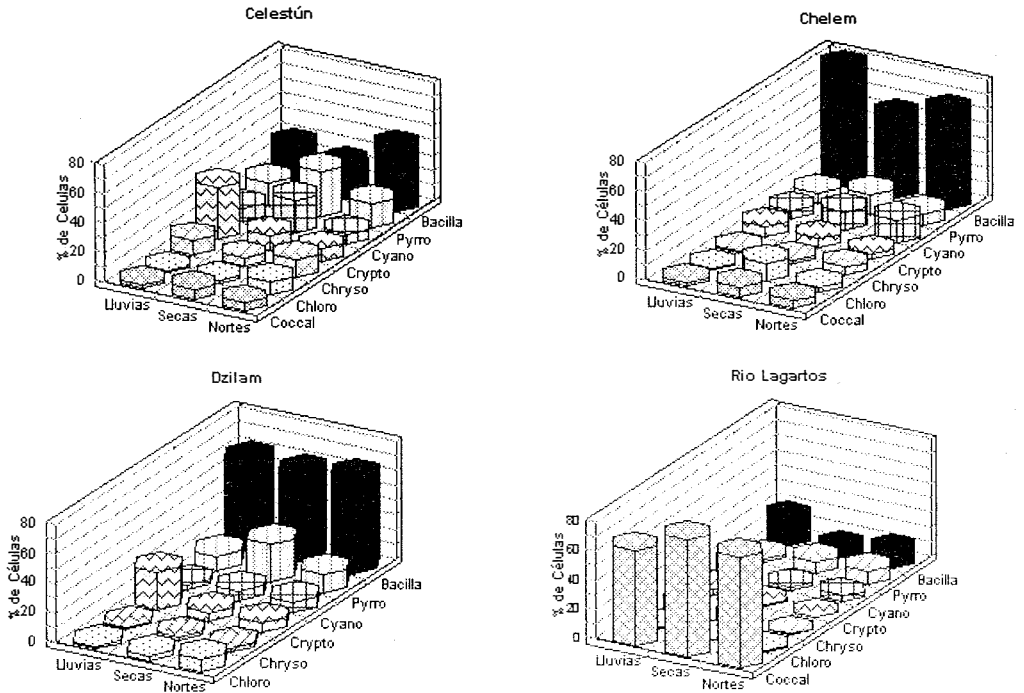 Celestún
80
60
40
20
0
% de Células
Lluvias
Secas
Nortes
Coccal
Chloro
Chryso
Crypto
Cyano
Pyrro
Bacilla
Chelem
80
60
40
20
0
% de Células
Lluvias
Secas
Nortes
Coccal
Chloro
Chryso
Crypto
Cyano
Pyrro
Bacilla
Dzilam
80
60
40
20
0
% de Células
Lluvias
Secas
Nortes
Chloro
Chryso
Crypto
Cyano
Pyrro
Bacilla
Rio Lagartos
80
60
40
20
0
% de Células
Lluvias
Secas
Nortes
Coccal
Chloro
Chryso
Crypto
Cyano
Pyrro
Bacilla